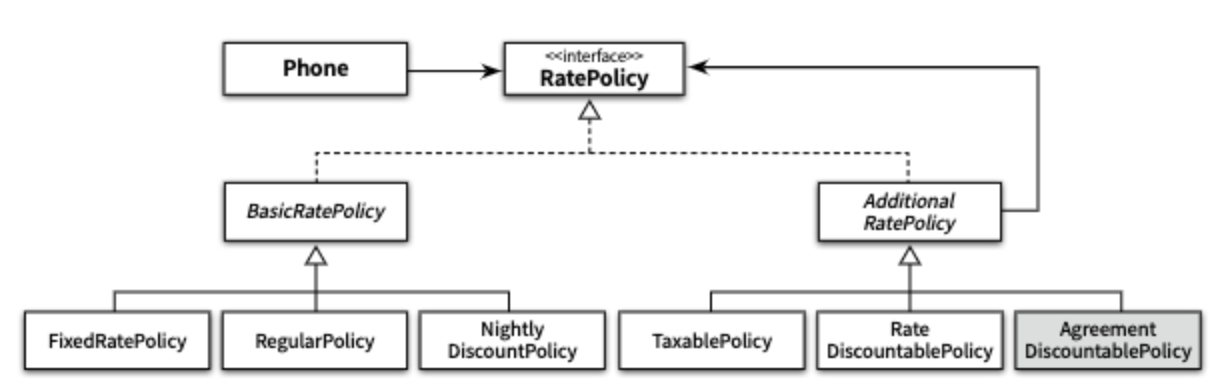 Phone
<<interface>>
RatePolicy
BasicRatePolicy
Additional
RatePolicy
FixedRatePolicy
RegularPolicy
Nightly
DiscountPolicy
TaxablePolicy
Rate
DiscountablePolicy
Agreement
DiscountablePolicy